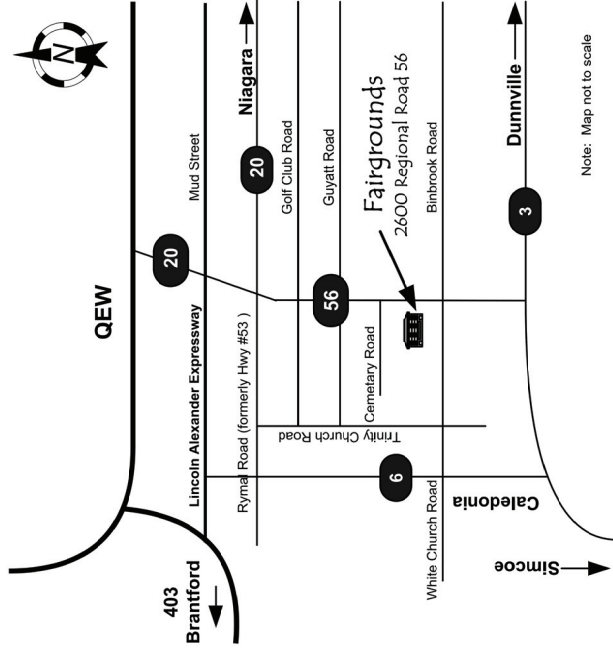 N
QEW
403
Brantford
20
Lincoln Alexander Expressway
Mud Street
Rymal Road (formerly Hwy #53 )
20
Niagara
Golf Club Road
Guyatt Road
56
Fairgrounds
2600 Regional Road 56
Cemetary Road
Trinity Church Road
6
White Church Road
Binbrook Road
Caledonia
Simcoe
3
Dunnville
Note: Map not to scale